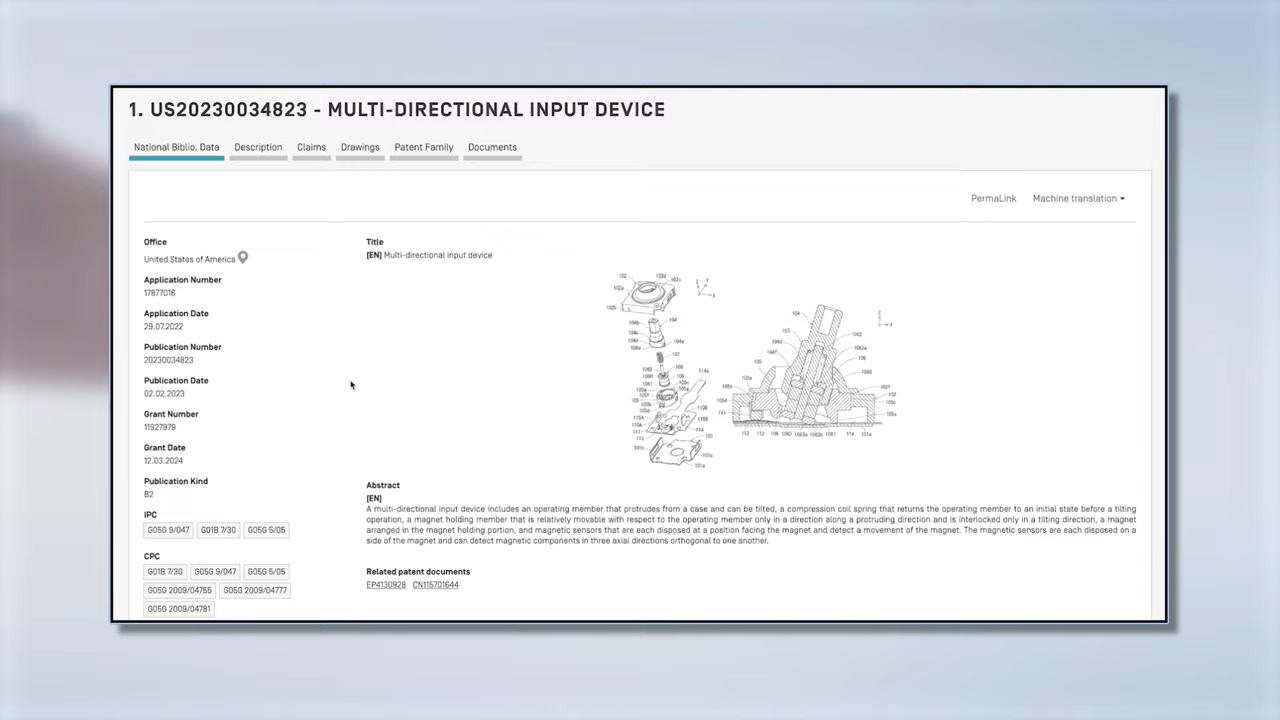 1. US20230034823 - MULTI-DIRECTIONAL INPUT DEVICE
National Biblio. Data Description Claims Drawings Patent Family Documents
PermaLink Machine translation
Office
United States of America
Application Number
17877016
Application Date
29.07.2022
Publication Number
20230034823
Publication Date
02.02.2023
Grant Number
11927979
Grant Date
12.03.2024
Publication Kind
B2
IPC
G05G 9/047 G01B 7/30 G05G 5/05
CPC
G01B 7/30 G05G 9/047 G05G 5/05
G05G 2009/04755 G05G 2009/04777
G05G 2009/04781
Title
[EN] Multi-directional input device
Abstract
[EN]
A multi-directional input device includes an operating member that protrudes from a case and can be tilted, a compression coil spring that returns the operating member to an initial state before a tilting
operation, a magnet holding member that is relatively movable with respect to the operating member only in a direction along a protruding direction and is interlocked only in a tilting direction, a magnet
arranged in the magnet holding portion, and magnetic sensors that are each disposed at a position facing the magnet and detect a movement of the magnet. The magnetic sensors are each disposed on a
side of the magnet and can detect magnetic components in three axial directions orthogonal to one another.
Related patent documents
EP4130928 CN115701644